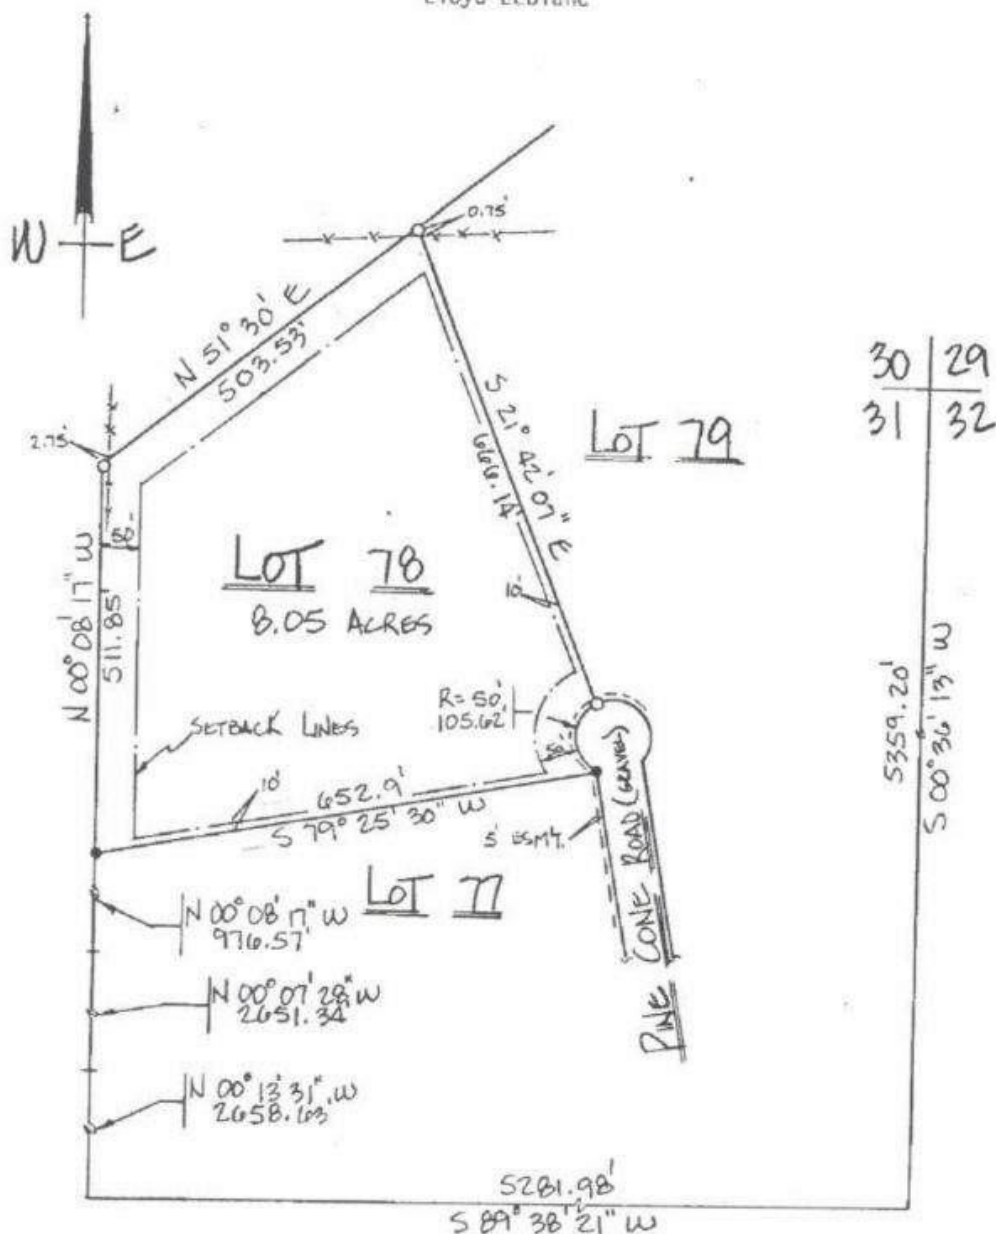 W E
0.75'
N 51° 30' E
503.53'
30 29
31 32
2.75'
S 21° 42' 07" E
666.14'
LOT 79
50'
N 00° 08' 17" W
511.85'
LOT 78
8.05 ACRES
10'
R= 50'
105.62'
50'
SETBACK LINES
5359.20'
S 00° 36' 13" W
10'
652.9'
S 79° 25' 30" W
5' ESM'T.
PINE CONE ROAD (GRAVEL)
LOT 77
N 00° 08' 17" W
976.57'
N 00° 07' 28" W
2651.34'
N 00° 13' 31" W
2658.63'
5281.98'
S 89° 38' 21" W